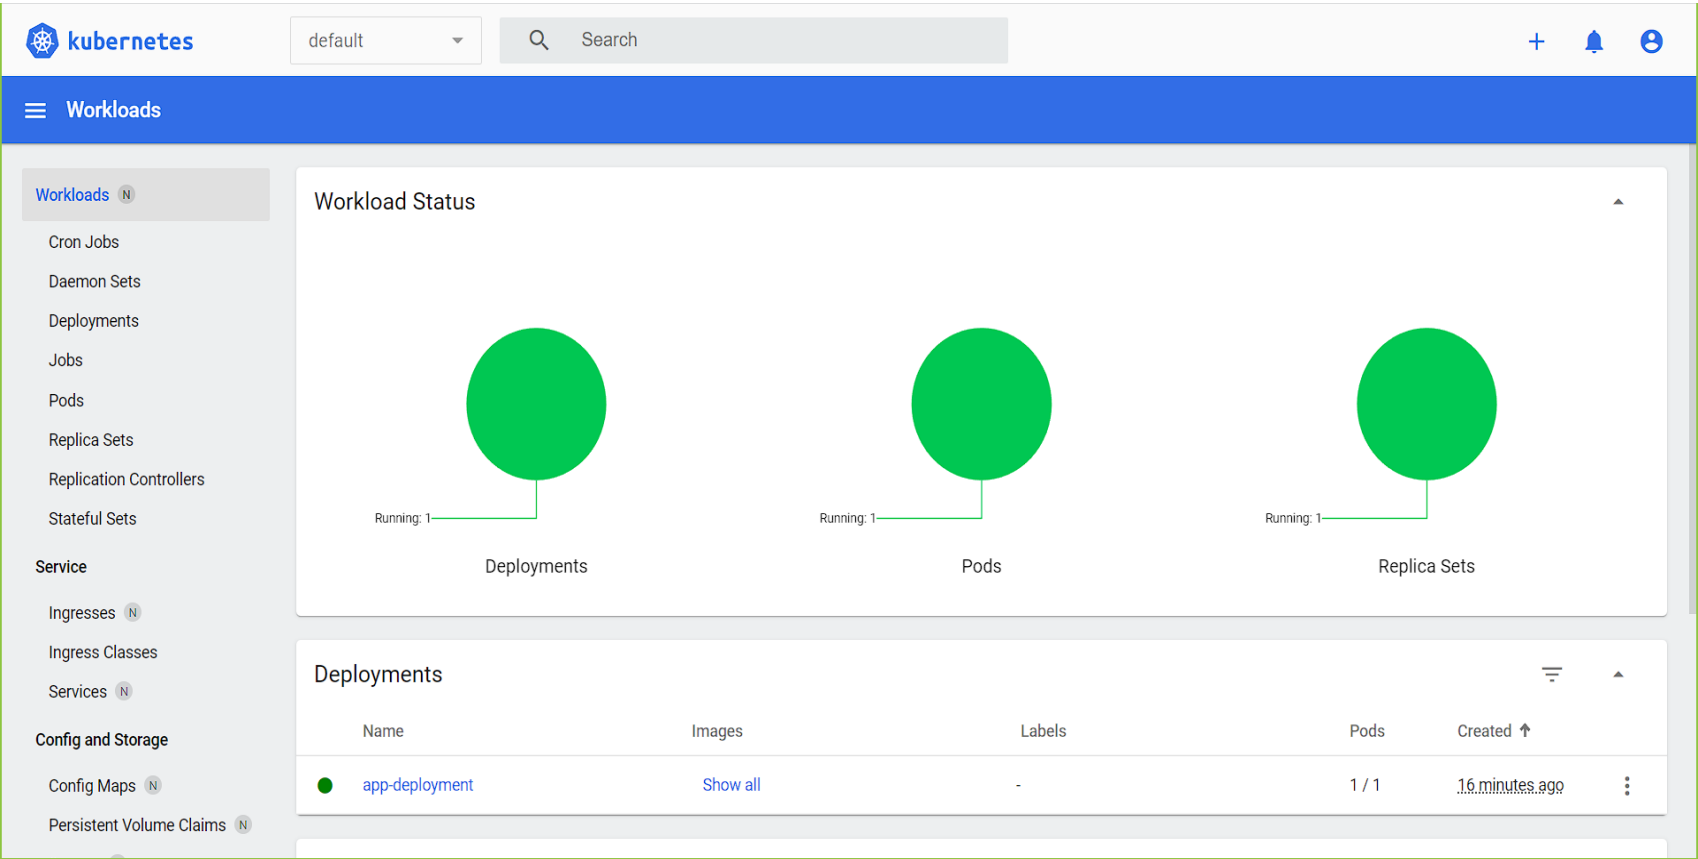 kubernetes
default
Search
Workloads
Workloads N
Cron Jobs
Daemon Sets
Deployments
Jobs
Pods
Replica Sets
Replication Controllers
Stateful Sets
Service
Ingresses N
Ingress Classes
Services N
Config and Storage
Config Maps N
Persistent Volume Claims N
Workload Status
Running: 1
Deployments
Running: 1
Pods
Running: 1
Replica Sets
Deployments
Name Images Labels Pods Created
app-deployment Show all - 1 / 1 16 minutes ago